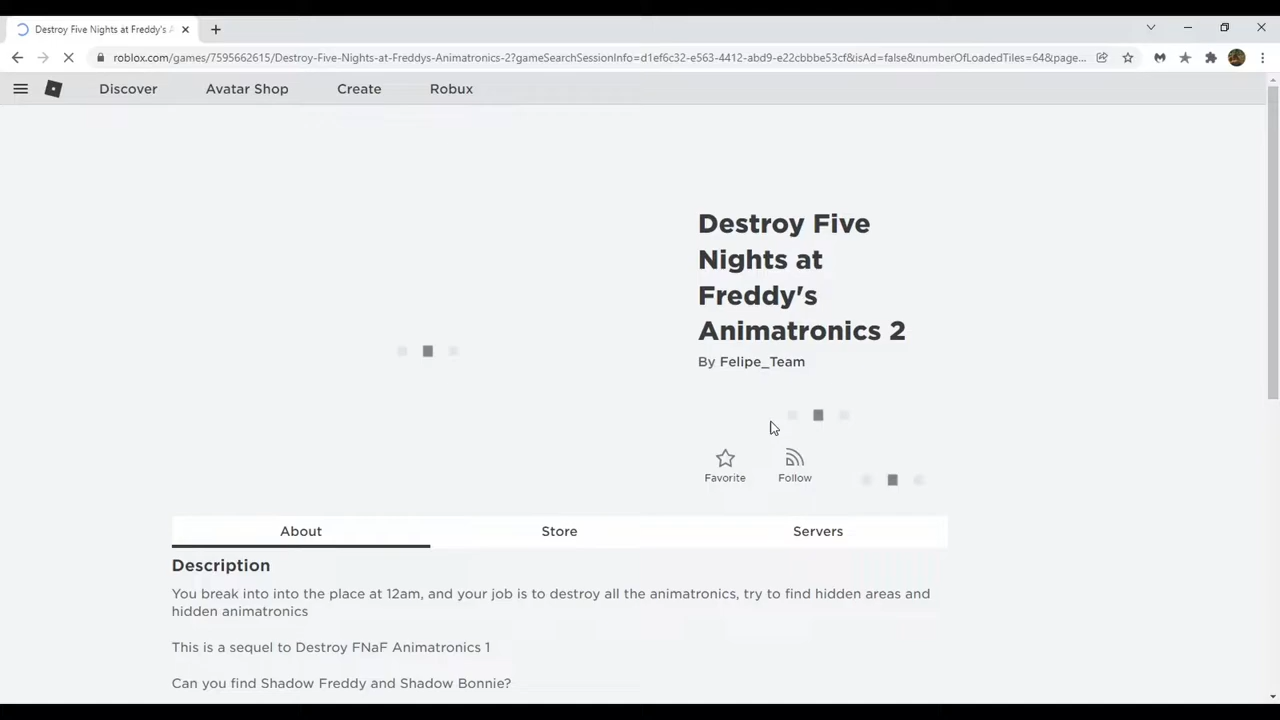 Destroy Five Nights at Freddy's A
roblox.com/games/7595662615/Destroy-Five-Nights-at-Freddys-Animatronics-2?gameSearchSessionInfo=d1ef6c32-e563-4412-abd9-e22cbbbe53cf&isAd=false&numberOfLoadedTiles=64&page...
Discover Avatar Shop Create Robux
Destroy Five
Nights at
Freddy's
Animatronics 2
By Felipe_Team
Favorite Follow
About Store Servers
Description
You break into into the place at 12am, and your job is to destroy all the animatronics, try to find hidden areas and
hidden animatronics
This is a sequel to Destroy FNaF Animatronics 1
Can you find Shadow Freddy and Shadow Bonnie?